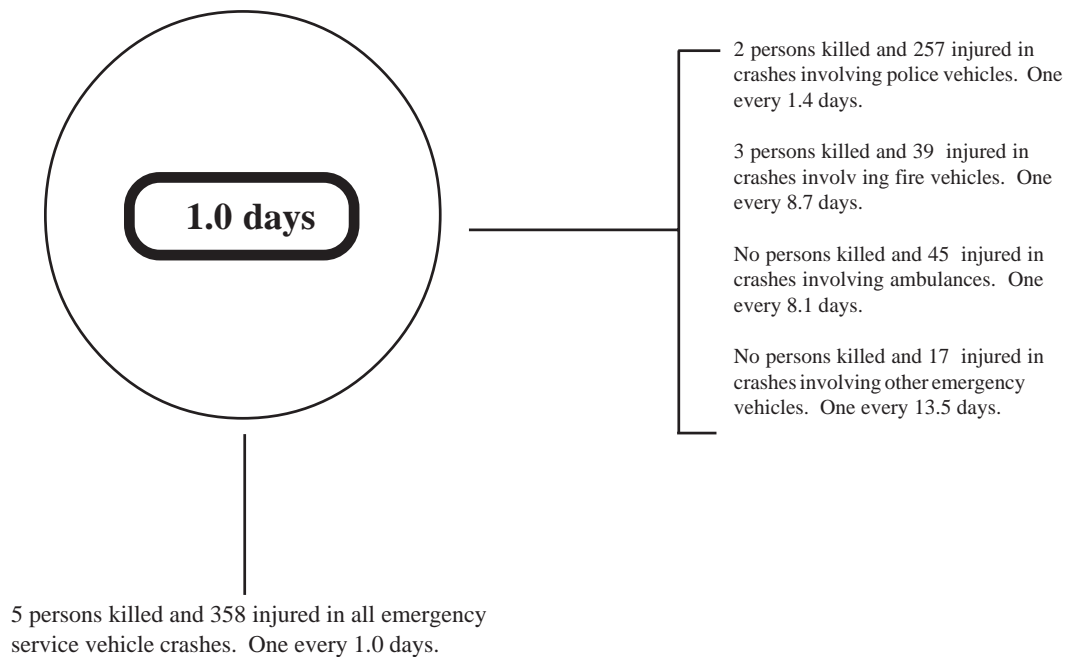 1.0 days
2 persons killed and 257 injured in
crashes involving police vehicles. One
every 1.4 days.
3 persons killed and 39 injured in
crashes involv ing fire vehicles. One
every 8.7 days.
No persons killed and 45 injured in
crashes involving ambulances. One
every 8.1 days.
No persons killed and 17 injured in
crashes involving other emergency
vehicles. One every 13.5 days.
5 persons killed and 358 injured in all emergency
service vehicle crashes. One every 1.0 days.